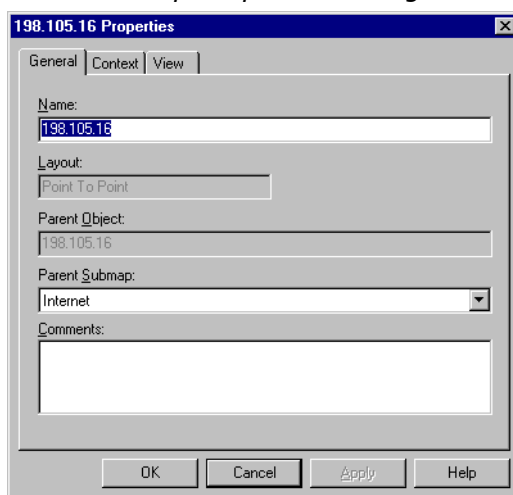 198.105.16 Properties
General Context View
Name:
198.105.16
Layout:
Point To Point
Parent Object:
198.105.16
Parent Submap:
Internet
Comments:
OK Cancel Apply Help